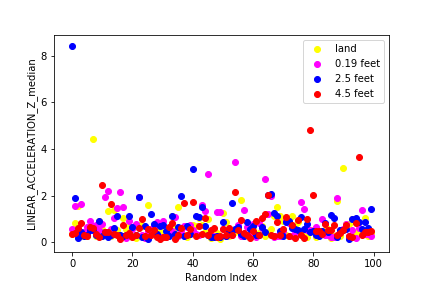 LINEAR_ACCELERATION_Z_median
8
6
4
2
0
land
0.19 feet
2.5 feet
4.5 feet
0 20 40 60 80 100
Random Index